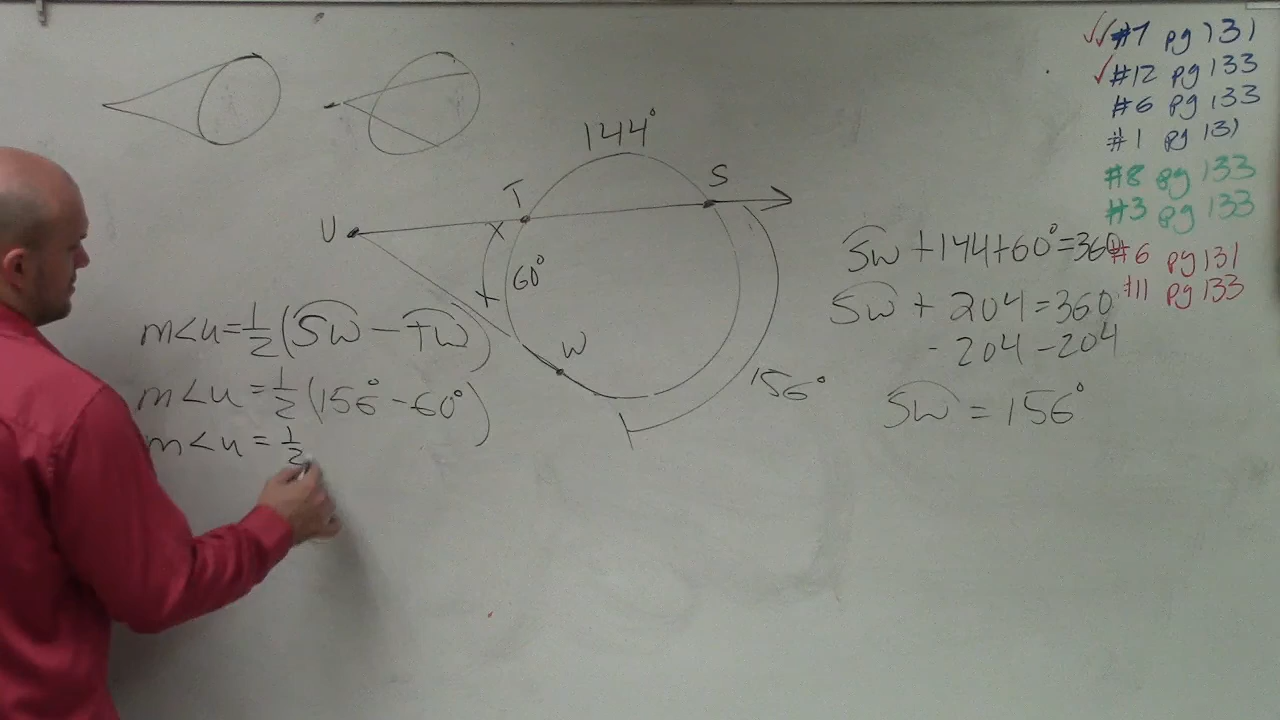 #7 pg 131
#12 pg 133
#6 pg 133
#1 pg 131
#8 pg 133
#3 pg 133
#6 pg 131
#11 pg 133
144°
T
S
U
60°
W
156°
m<u=1/2(SW-TW)
m<u=1/2(156°-60°)
m<u=1/2
SW+144+60°=360
SW+204=360
-204-204
SW=156°